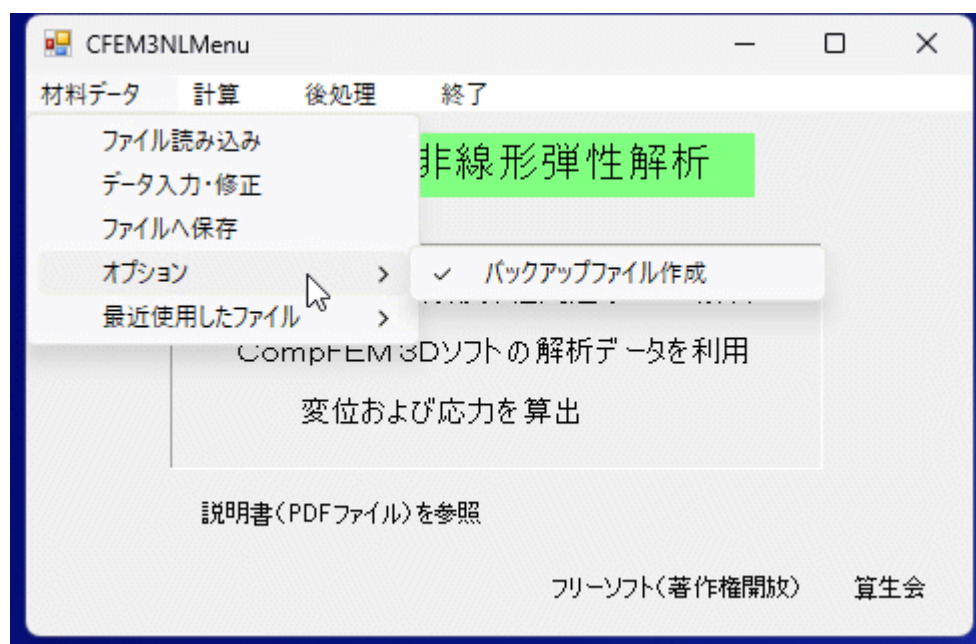 CFEM3NLMenu
材料データ 計算 後処理 終了
ファイル読み込み
データ入力・修正
ファイルへ保存
オプション
最近使用したファイル
バックアップファイル作成
非線形弾性解析
CompFEM 3Dソフトの解析データを利用
変位および応力を算出
説明書(PDFファイル)を参照
フリーソフト(著作権開放) 算生会